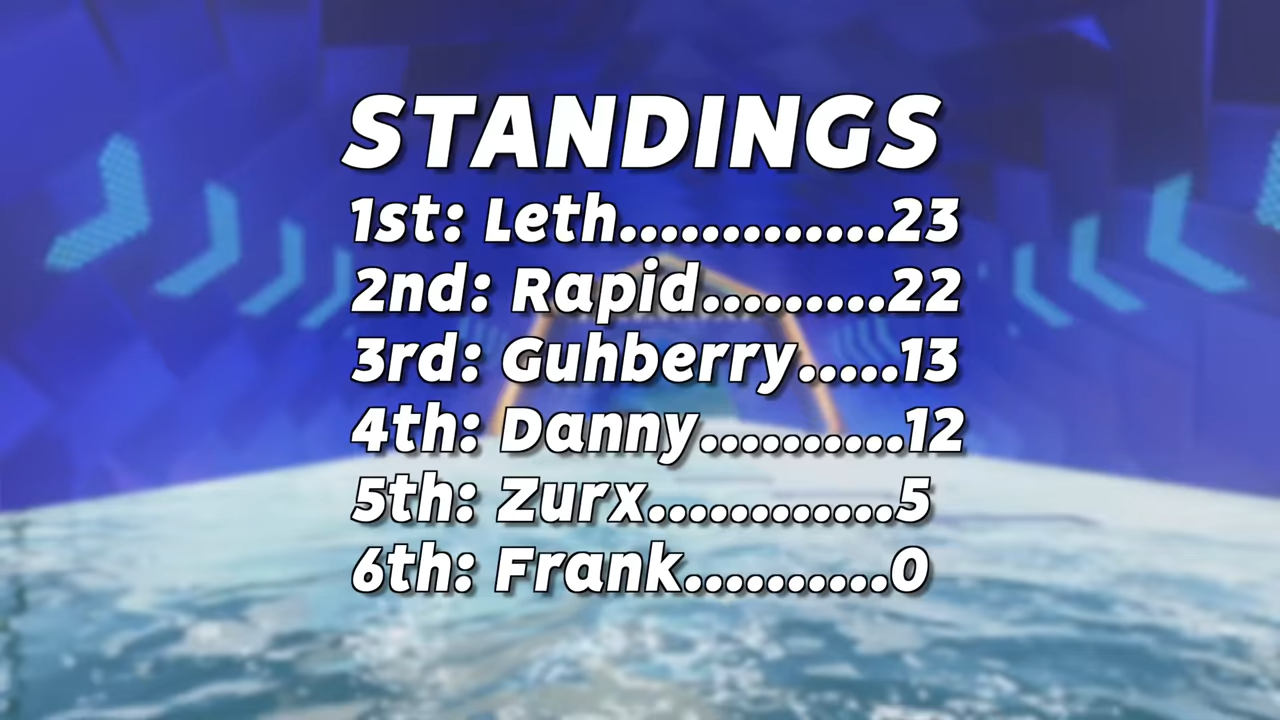 STANDINGS
1st: Leth.............23
2nd: Rapid.........22
3rd: Guhberry.....13
4th: Danny..........12
5th: Zurx............5
6th: Frank..........0